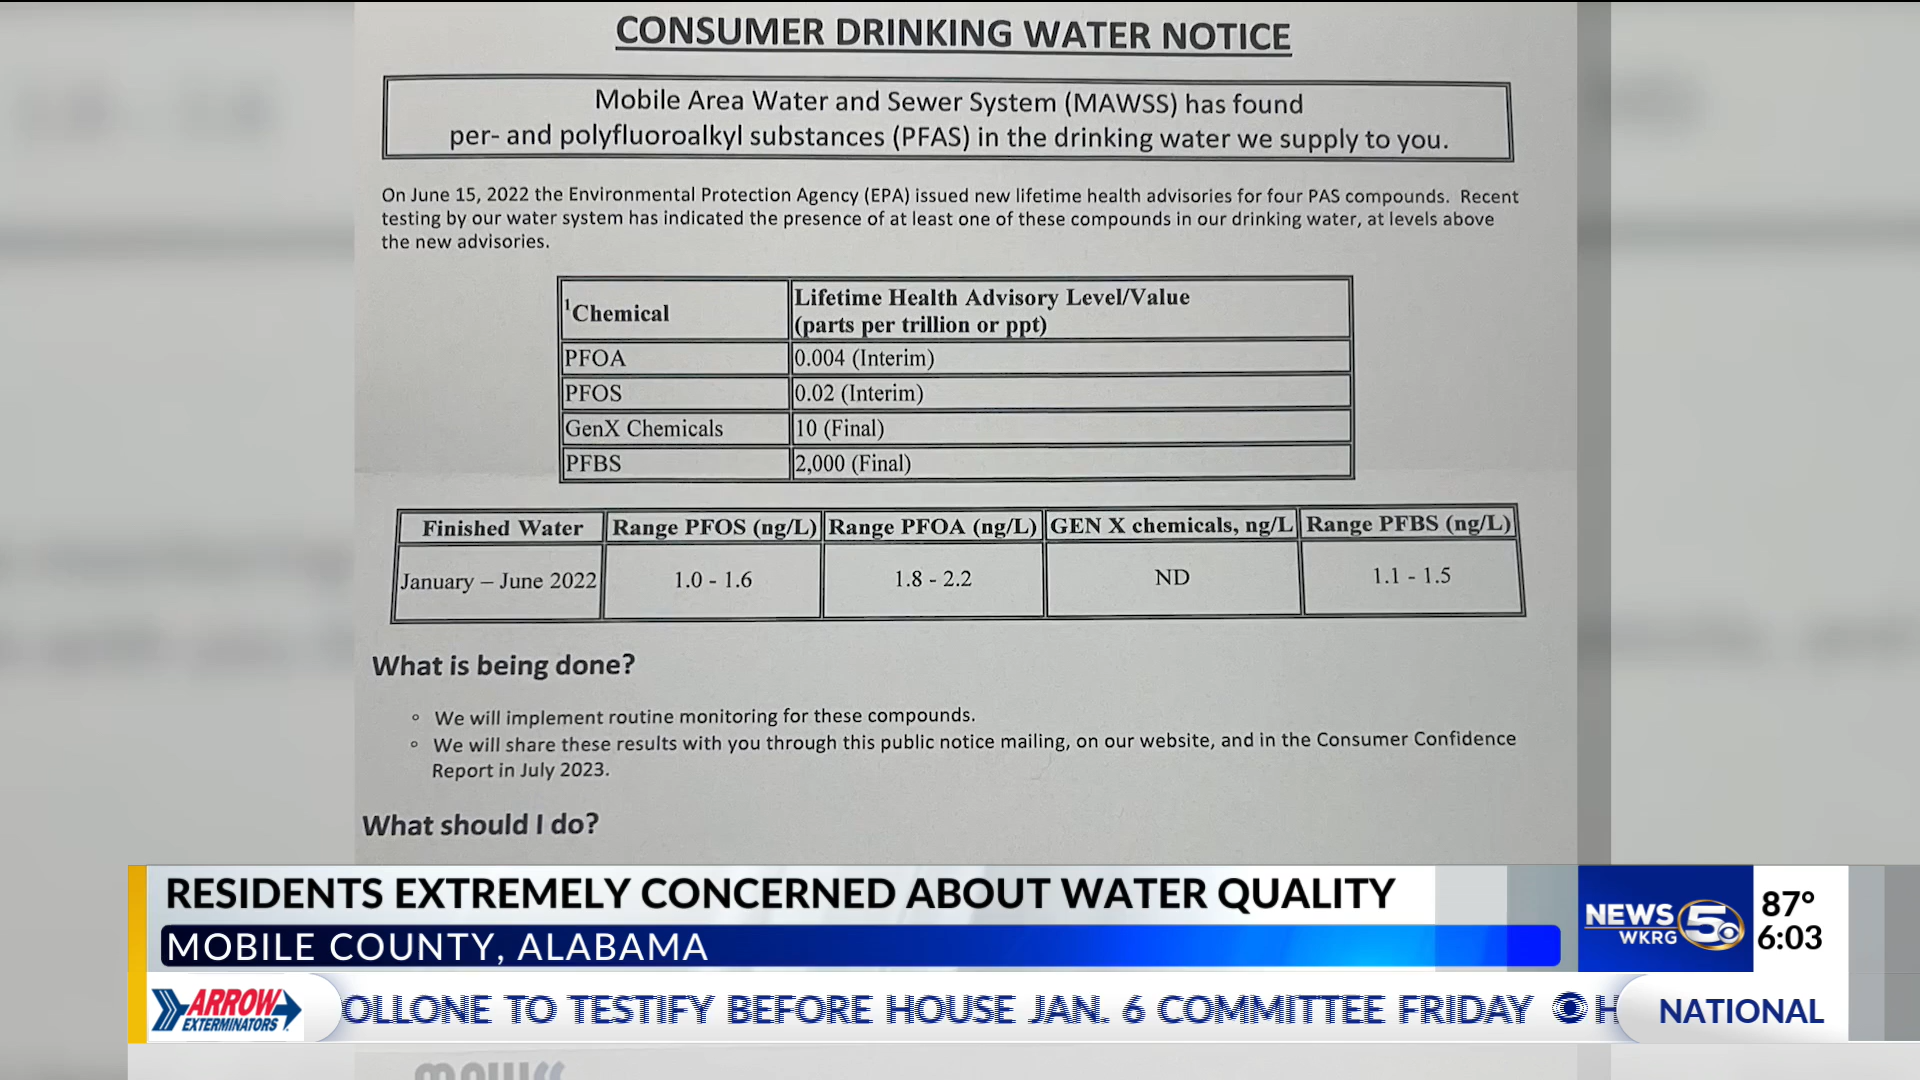 CONSUMER DRINKING WATER NOTICE
Mobile Area Water and Sewer System (MAWSS) has found
per- and polyfluoroalkyl substances (PFAS) in the drinking water we supply to you.
On June 15, 2022 the Environmental Protection Agency (EPA) issued new lifetime health advisories for four PAS compounds. Recent
testing by our water system has indicated the presence of at least one of these compounds in our drinking water, at levels above
the new advisories.
¹Chemical
Lifetime Health Advisory Level/Value
(parts per trillion or ppt)
PFOA 0.004 (Interim)
PFOS 0.02 (Interim)
GenX Chemicals 10 (Final)
PFBS 2,000 (Final)
Finished Water Range PFOS (ng/L) Range PFOA (ng/L) GEN X chemicals, ng/L Range PFBS (ng/L)
January – June 2022 1.0 - 1.6 1.8 - 2.2 ND 1.1 - 1.5
What is being done?
◦ We will implement routine monitoring for these compounds.
◦ We will share these results with you through this public notice mailing, on our website, and in the Consumer Confidence
Report in July 2023.
What should I do?
RESIDENTS EXTREMELY CONCERNED ABOUT WATER QUALITY
MOBILE COUNTY, ALABAMA
NEWS 5
WKRG
87°
6:03
ARROW
EXTERMINATORS
OLLONE TO TESTIFY BEFORE HOUSE JAN. 6 COMMITTEE FRIDAY H
NATIONAL